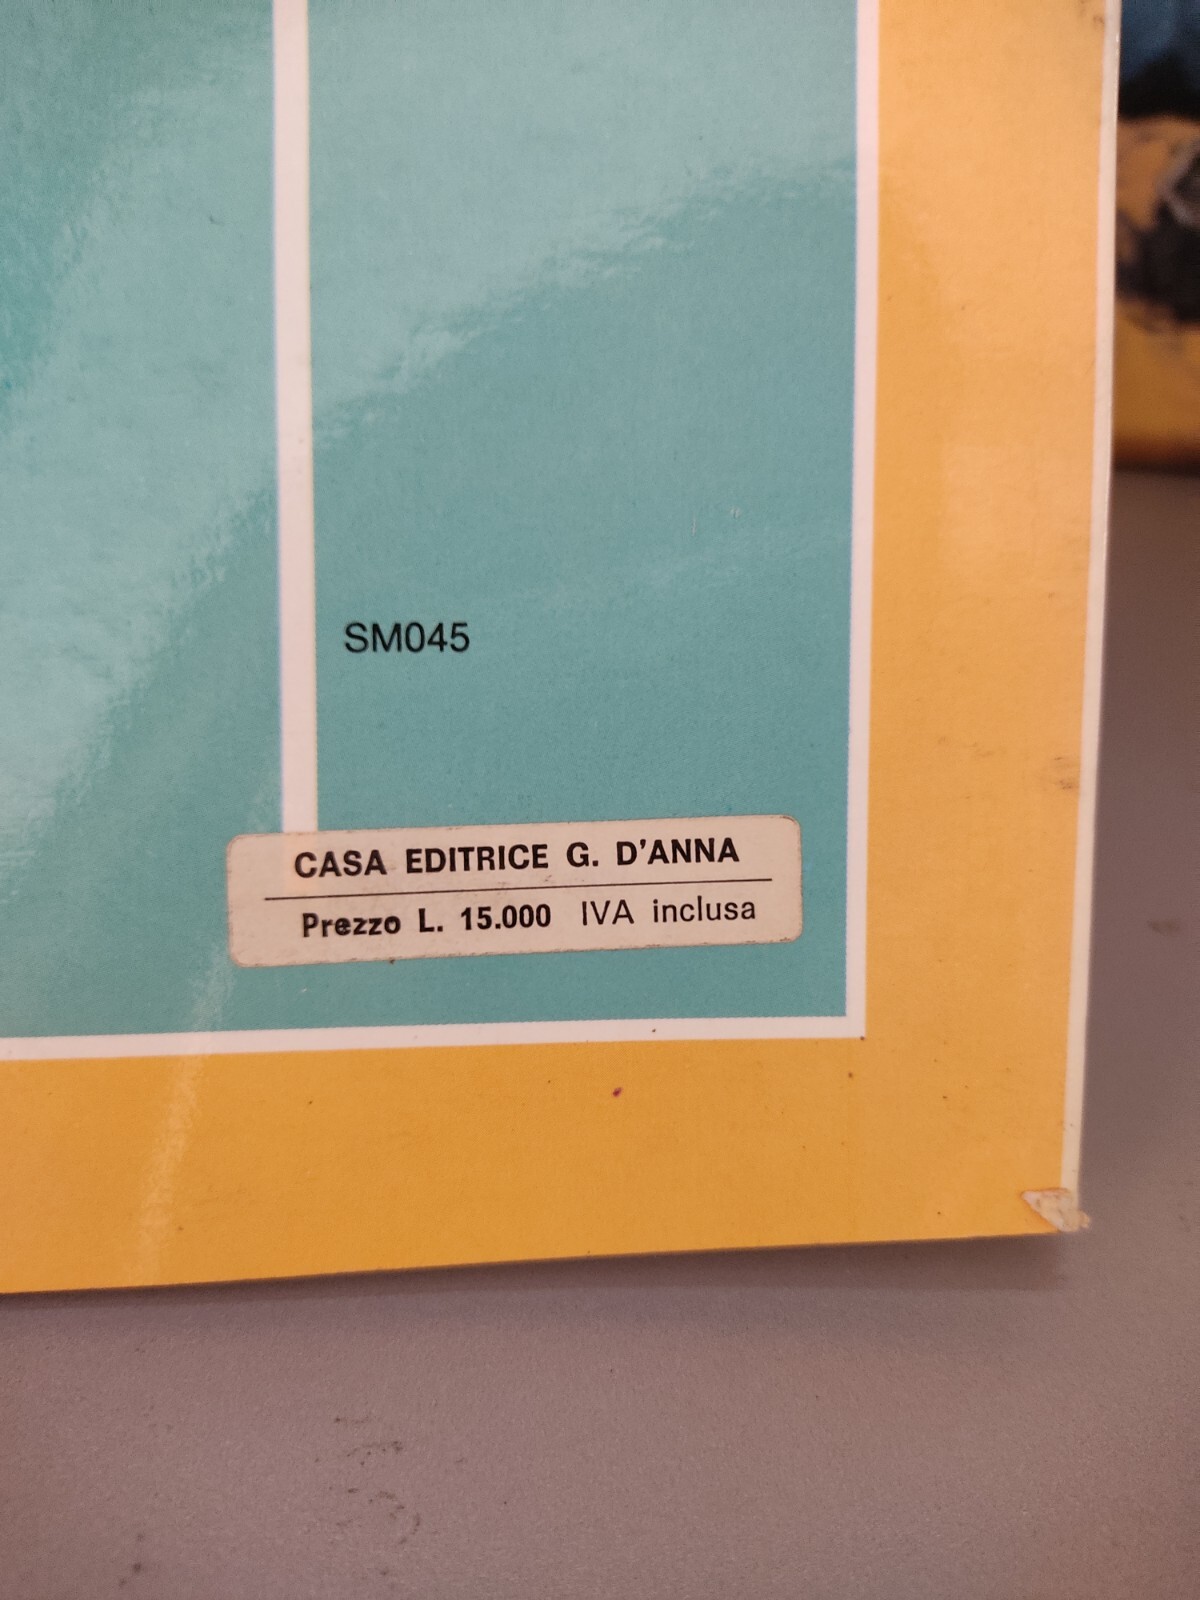 SM045
CASA EDITRICE G. D'ANNA
Prezzo L. 15.000 IVA inclusa